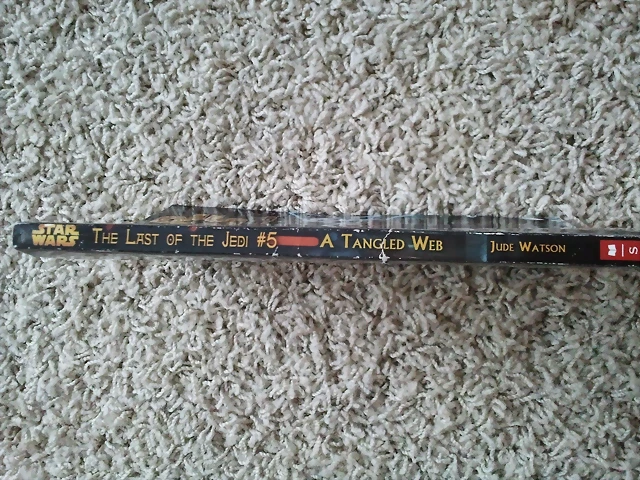 STAR
WARS
The Last of the Jedi #5 A Tangled Web Jude Watson S